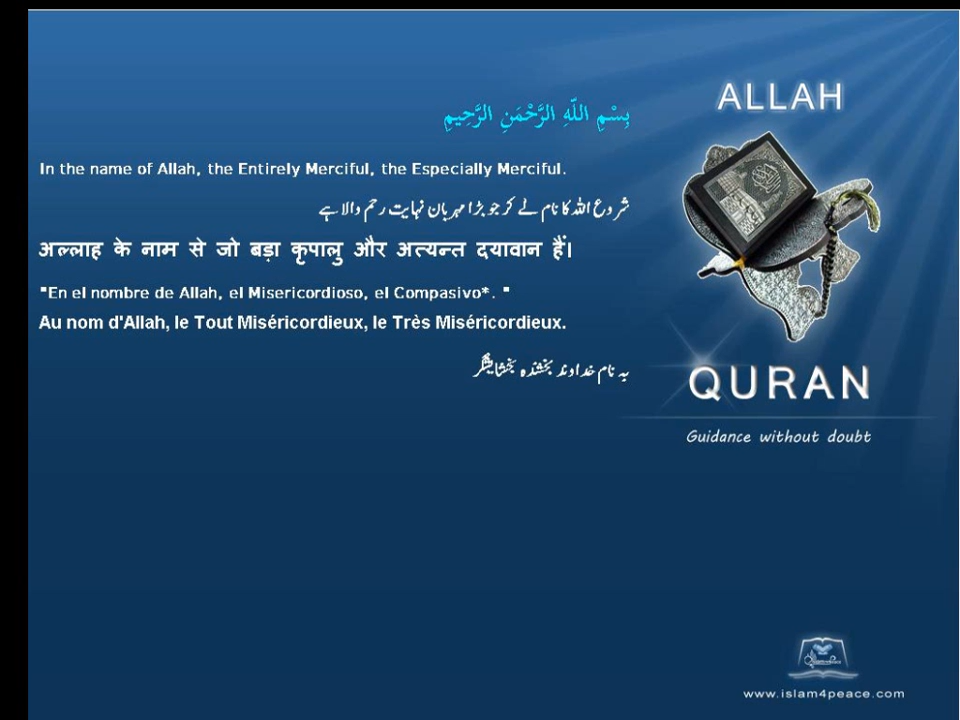 بِسْمِ اللَّهِ الرَّحْمَنِ الرَّحِيمِ
In the name of Allah, the Entirely Merciful, the Especially Merciful.
شروع اللہ کا نام لے کر جو بڑا مہربان نہایت رحم والا ہے
अल्लाह के नाम से जो बड़ा कृपालु और अत्यन्त दयावान हैं।
"En el nombre de Allah, el Misericordioso, el Compasivo*. "
Au nom d'Allah, le Tout Miséricordieux, le Très Miséricordieux.
به نام خداوند بخشنده بخشایشگر
ALLAH
QURAN
Guidance without doubt
www.islam4peace.com